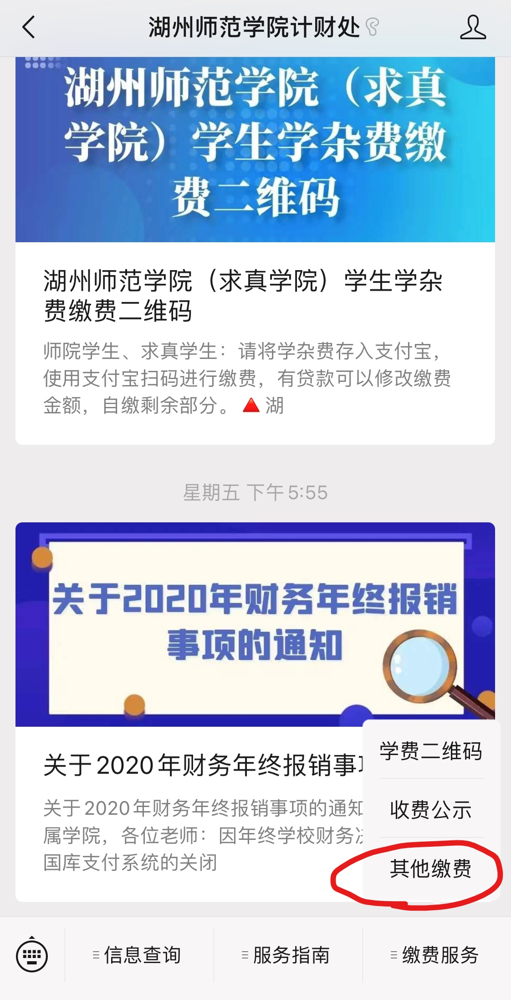 湖州师范学院计财处
湖州师范学院（求真
学院）学生学杂费缴
费二维码
湖州师范学院（求真学院）学生学杂
费缴费二维码
师院学生、求真学生：请将学杂费存入支付宝，
使用支付宝扫码进行缴费，有贷款可以修改缴费
金额，自缴剩余部分。🔺湖
星期五 下午5:55
关于2020年财务年终报销
事项的通知
关于2020年财务年终报销事
关于2020年财务年终报销事项的通知
属学院，各位老师：因年终学校财务
国库支付系统的关闭
学费二维码
收费公示
其他缴费
信息查询
服务指南
缴费服务